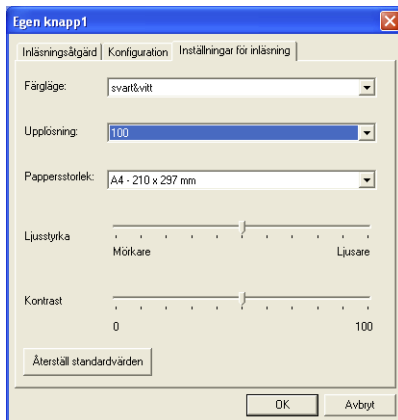 Egen knapp1
Inläsningsåtgärd Konfiguration Inställningar för inläsning
Färgläge: svart&vitt
Upplösning: 100
Pappersstorlek: A4 - 210 x 297 mm
Ljusstyrka
Mörkare Ljusare
Kontrast
0 100
Återställ standardvärden
OK Avbryt